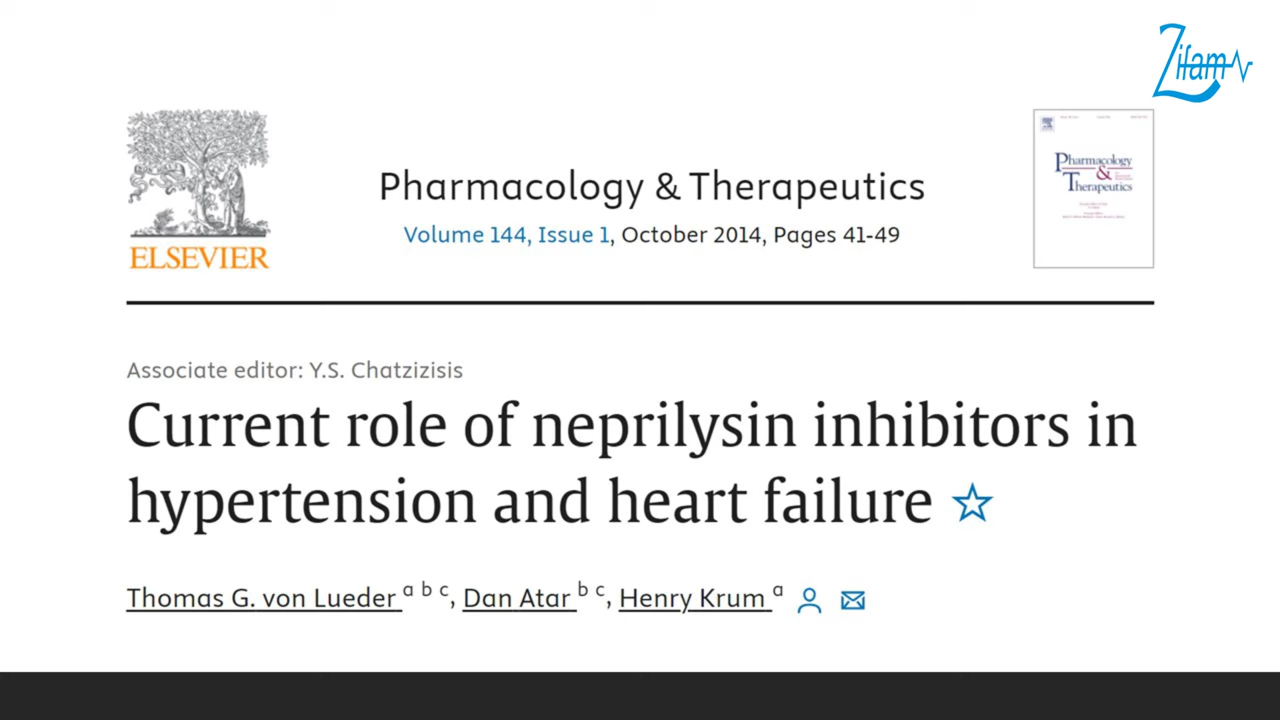 Zifam
ELSEVIER
Pharmacology & Therapeutics
Volume 144, Issue 1, October 2014, Pages 41-49
Pharmacology
&
Therapeutics
Associate editor: Y.S. Chatzizisis
Current role of neprilysin inhibitors in
hypertension and heart failure ☆
Thomas G. von Lueder a b c, Dan Atar b c, Henry Krum a